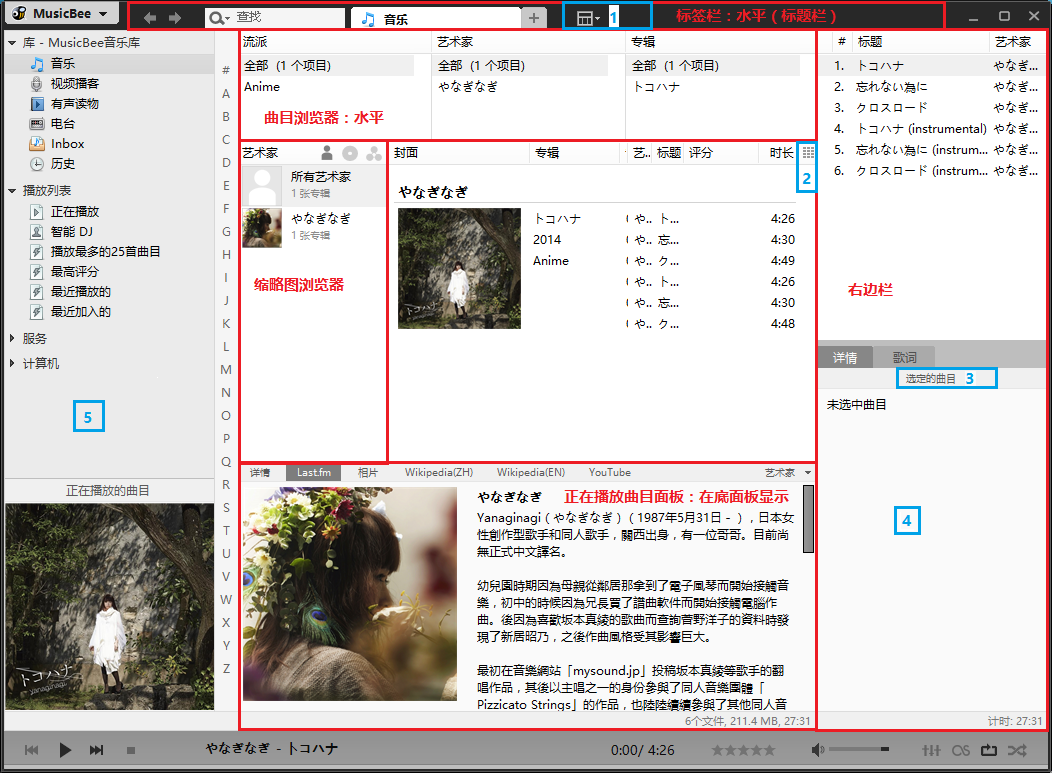 MusicBee
查找
音乐
1
标签栏：水平（标题栏）
库 - MusicBee音乐库
音乐
视频播客
有声读物
电台
Inbox
历史
播放列表
正在播放
智能 DJ
播放最多的25首曲目
最高评分
最近播放的
最近加入的
服务
计算机
5
正在播放的曲目
トコハナ
yanaginagi
#
A
B
C
D
E
F
G
H
I
J
K
L
M
N
O
P
Q
R
S
T
U
V
W
X
Y
Z
流派 艺术家 专辑
全部（1 个项目） 全部（1 个项目） 全部（1 个项目）
Anime やなぎなぎ トコハナ
曲目浏览器：水平
艺术家
所有艺术家
1 张专辑
やなぎなぎ
1 张专辑
缩略图浏览器
封面 专辑 艺.. 标题 评分 时长
2
やなぎなぎ
トコハナ や.. ト... 4:26
2014 や.. 忘... 4:30
Anime や.. ク... 4:49
や.. ト... 4:26
や.. 忘... 4:30
や.. ク... 4:48
详情 Last.fm 相片 Wikipedia(ZH) Wikipedia(EN) YouTube 艺术家
やなぎなぎ 正在播放曲目面板：在底面板显示
Yanaginagi（やなぎなぎ）（1987年5月31日 - ），日本女
性創作型歌手和同人歌手，關西出身，有一位哥哥。目前尚
無正式中文譯名。
幼兒園時期因為母親從鄰居那拿到了電子風琴而開始接觸音
樂，初中的時候因為兄長買了譜曲軟件而開始接觸電腦作
曲。後因為喜歡坂本真綾的歌曲而查詢菅野洋子的資料時發
現了新居昭乃，之後作曲風格受其影響巨大。
最初在音樂網站「mysound.jp」投稿坂本真綾等歌手的翻
唱作品，其後以主唱之一的身份參與了同人音樂團體「
Pizzicato Strings」的作品，也陸陸續續參與了其他同人音
6个文件, 211.4 MB, 27:31
# 标题 艺术家
1. トコハナ やなぎ...
2. 忘れない為に やなぎ...
3. クロスロード やなぎ...
4. トコハナ (instrumental) やなぎ...
5. 忘れない為に (instrum... やなぎ...
6. クロスロード (instrum... やなぎ...
右边栏
详情 歌词
选定的曲目 3
未选中曲目
4
计时: 27:31
やなぎなぎ - トコハナ
0:00/ 4:26